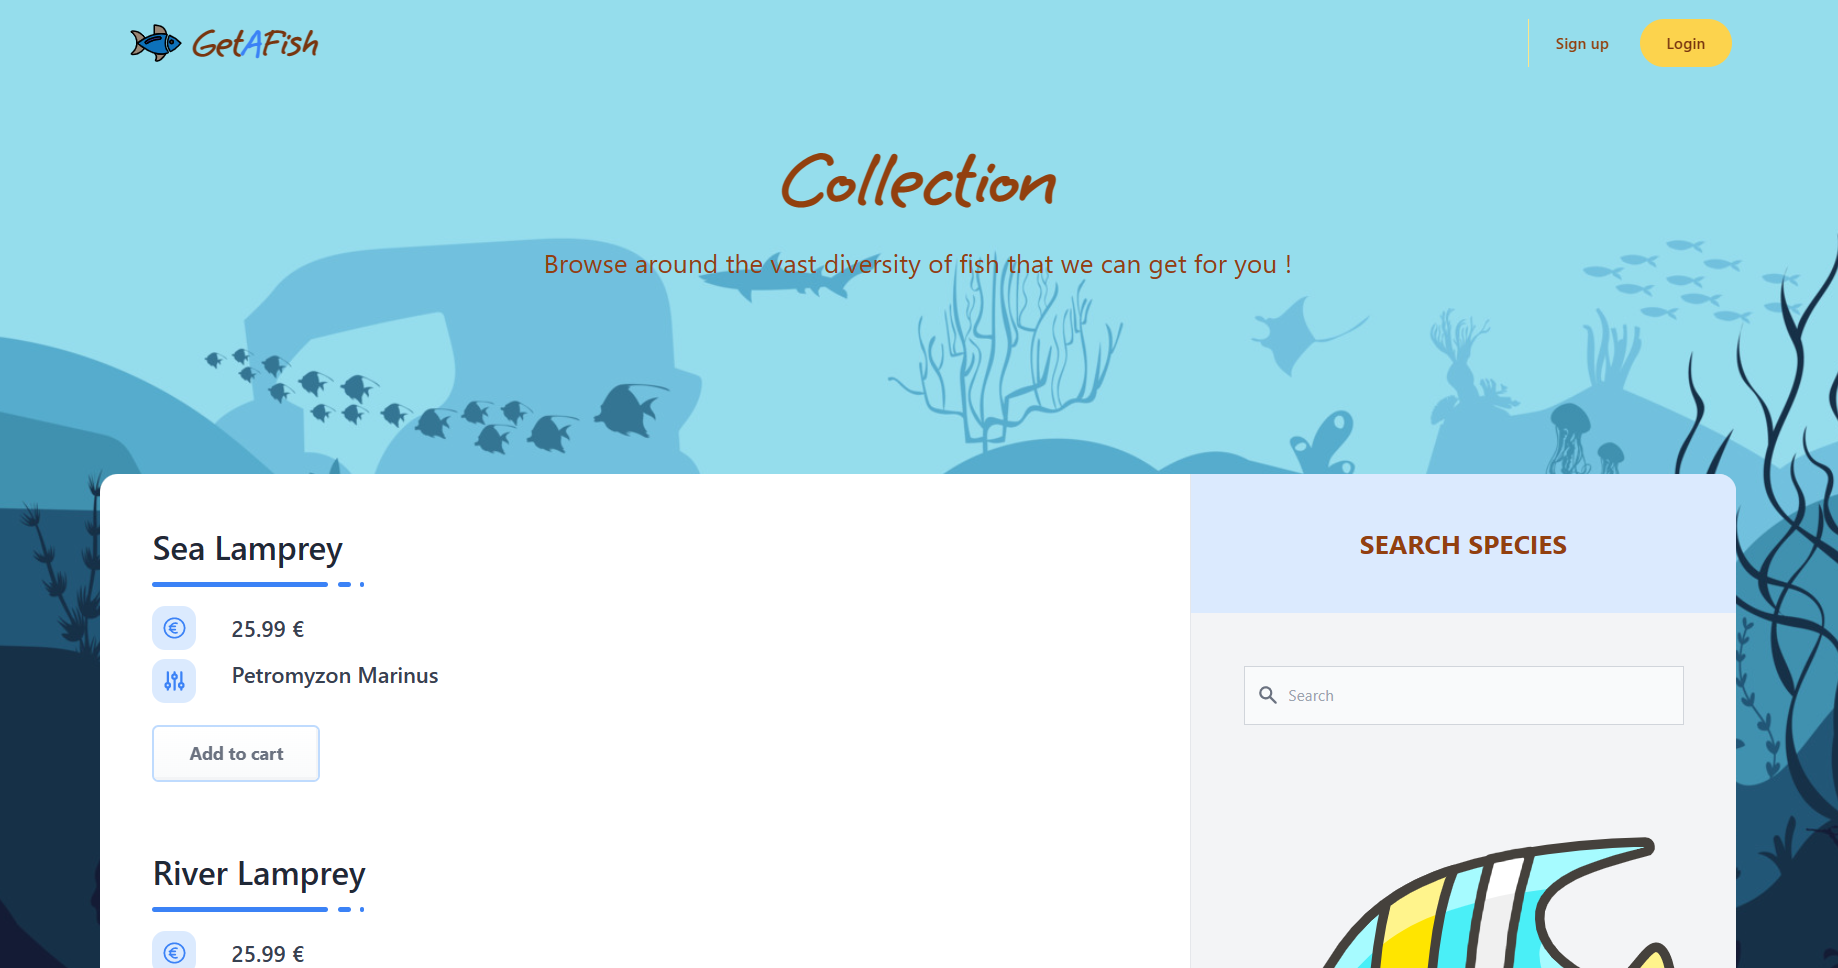 GetAFish
Sign up
Login
Collection
Browse around the vast diversity of fish that we can get for you !
Sea Lamprey
25.99 €
Petromyzon Marinus
Add to cart
River Lamprey
25.99 €
SEARCH SPECIES
Search